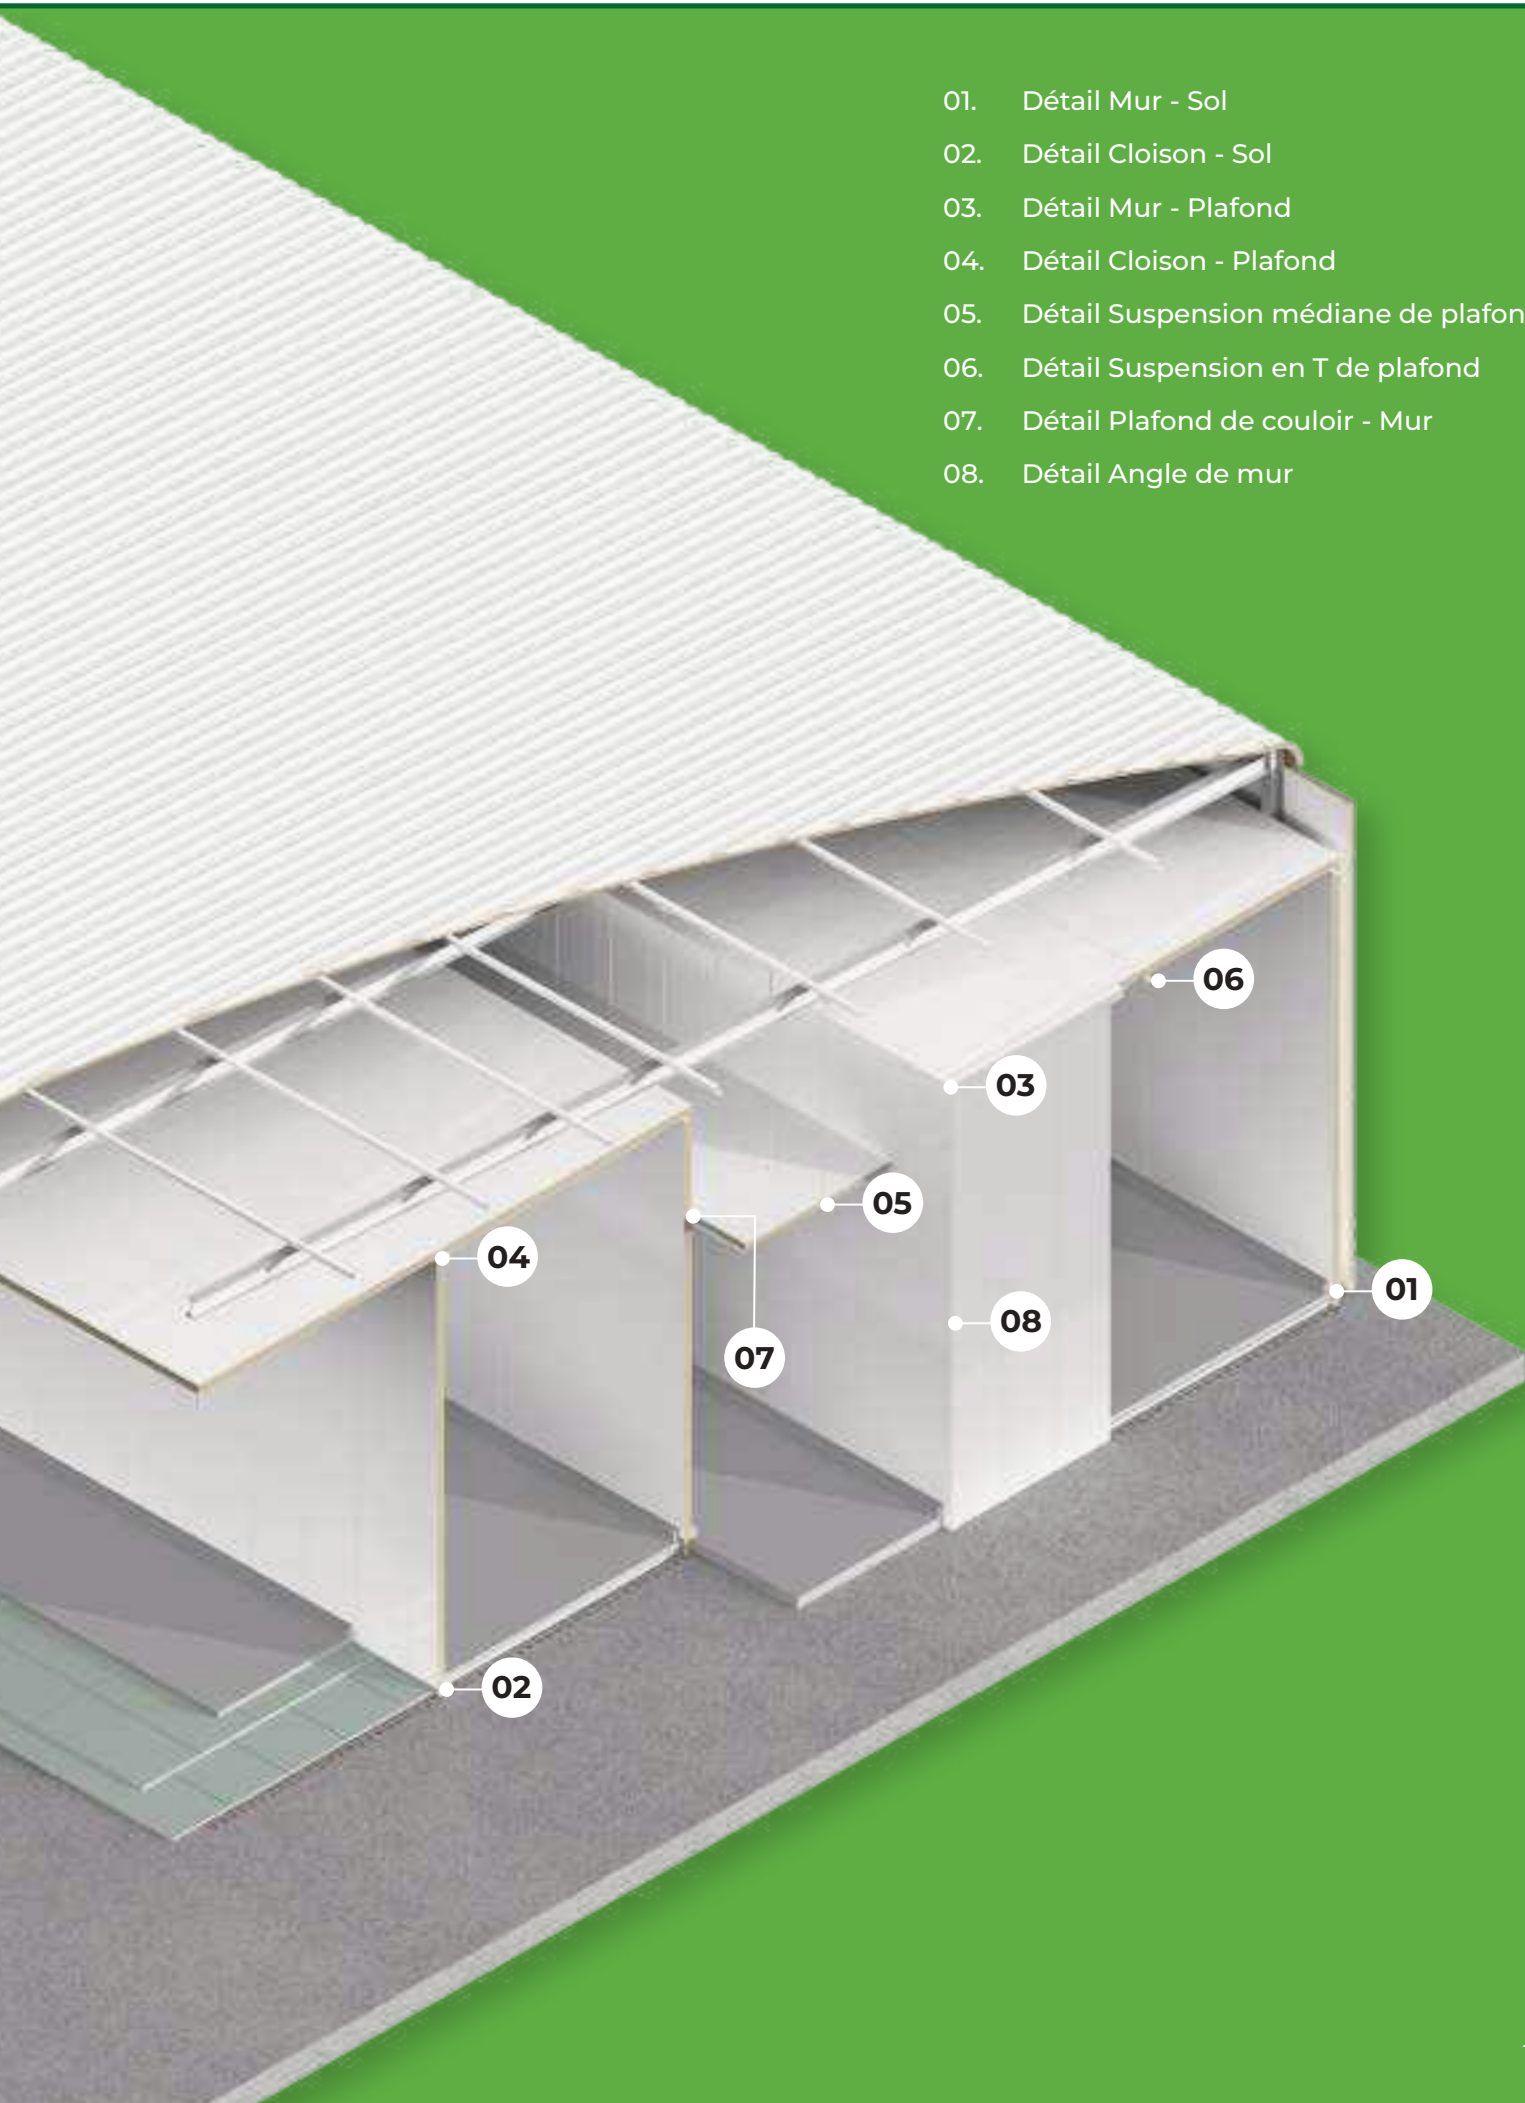 01. Détail Mur - Sol
02. Détail Cloison - Sol
03. Détail Mur - Plafond
04. Détail Cloison - Plafond
05. Détail Suspension médiane de plafon
06. Détail Suspension en T de plafond
07. Détail Plafond de couloir - Mur
08. Détail Angle de mur
06
03
05
04
01
08
07
02